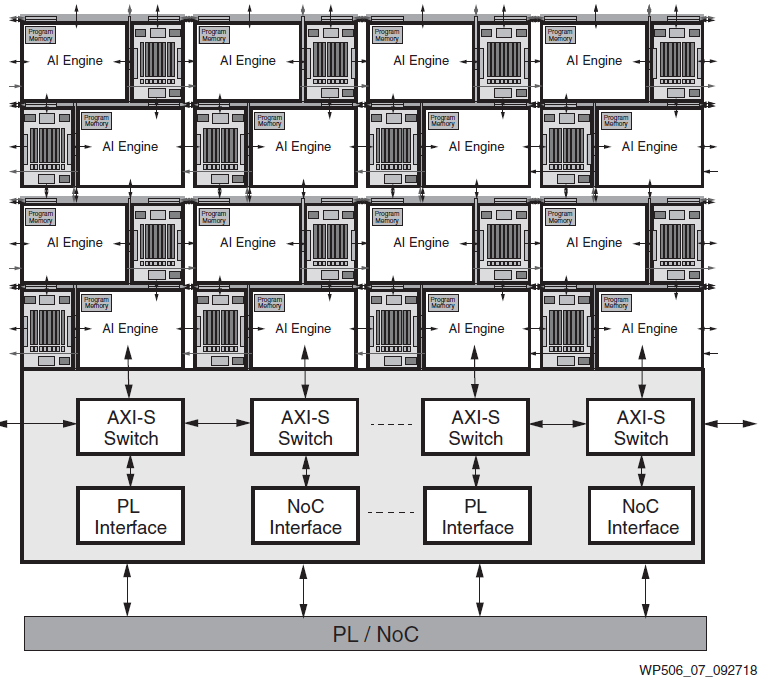 Program
Memory
AI Engine
Program
Memory
AI Engine
Program
Memory
AI Engine
Program
Memory
AI Engine
Program
Memory
AI Engine
Program
Memory
AI Engine
Program
Memory
AI Engine
Program
Memory
AI Engine
Program
Memory
AI Engine
Program
Memory
AI Engine
Program
Memory
AI Engine
Program
Memory
AI Engine
Program
Memory
AI Engine
Program
Memory
AI Engine
Program
Memory
AI Engine
Program
Memory
AI Engine
AXI-S
Switch
AXI-S
Switch
AXI-S
Switch
AXI-S
Switch
PL
Interface
NoC
Interface
PL
Interface
NoC
Interface
PL / NoC
WP506_07_092718